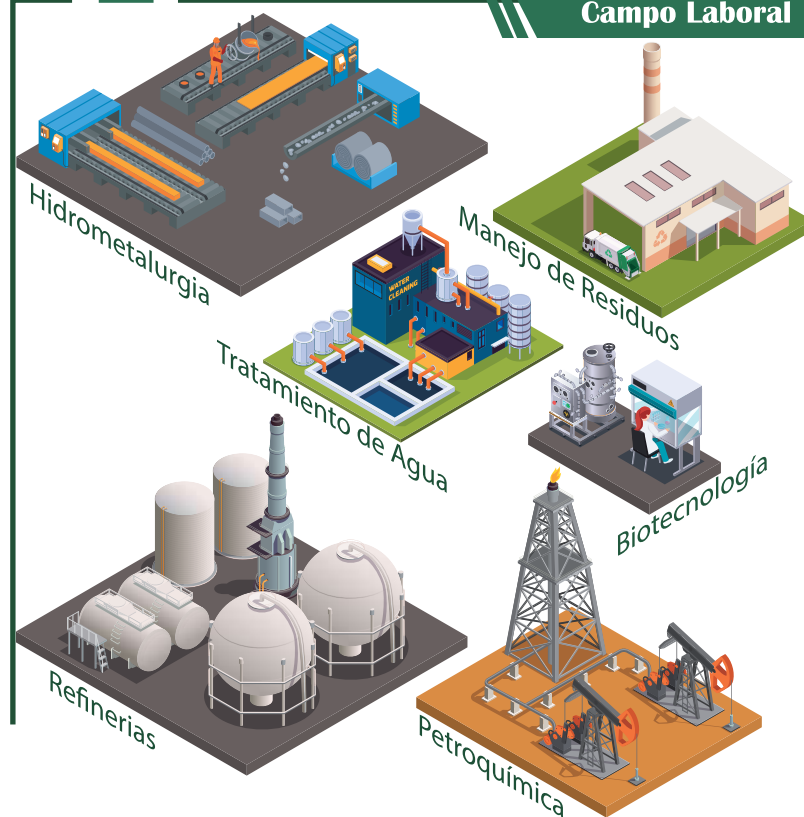 Campo Laboral
Hidrometalurgia
Manejo de Residuos
WATER
CLEANING
Tratamiento de Agua
Biotecnología
Refinerias
Petroquímica